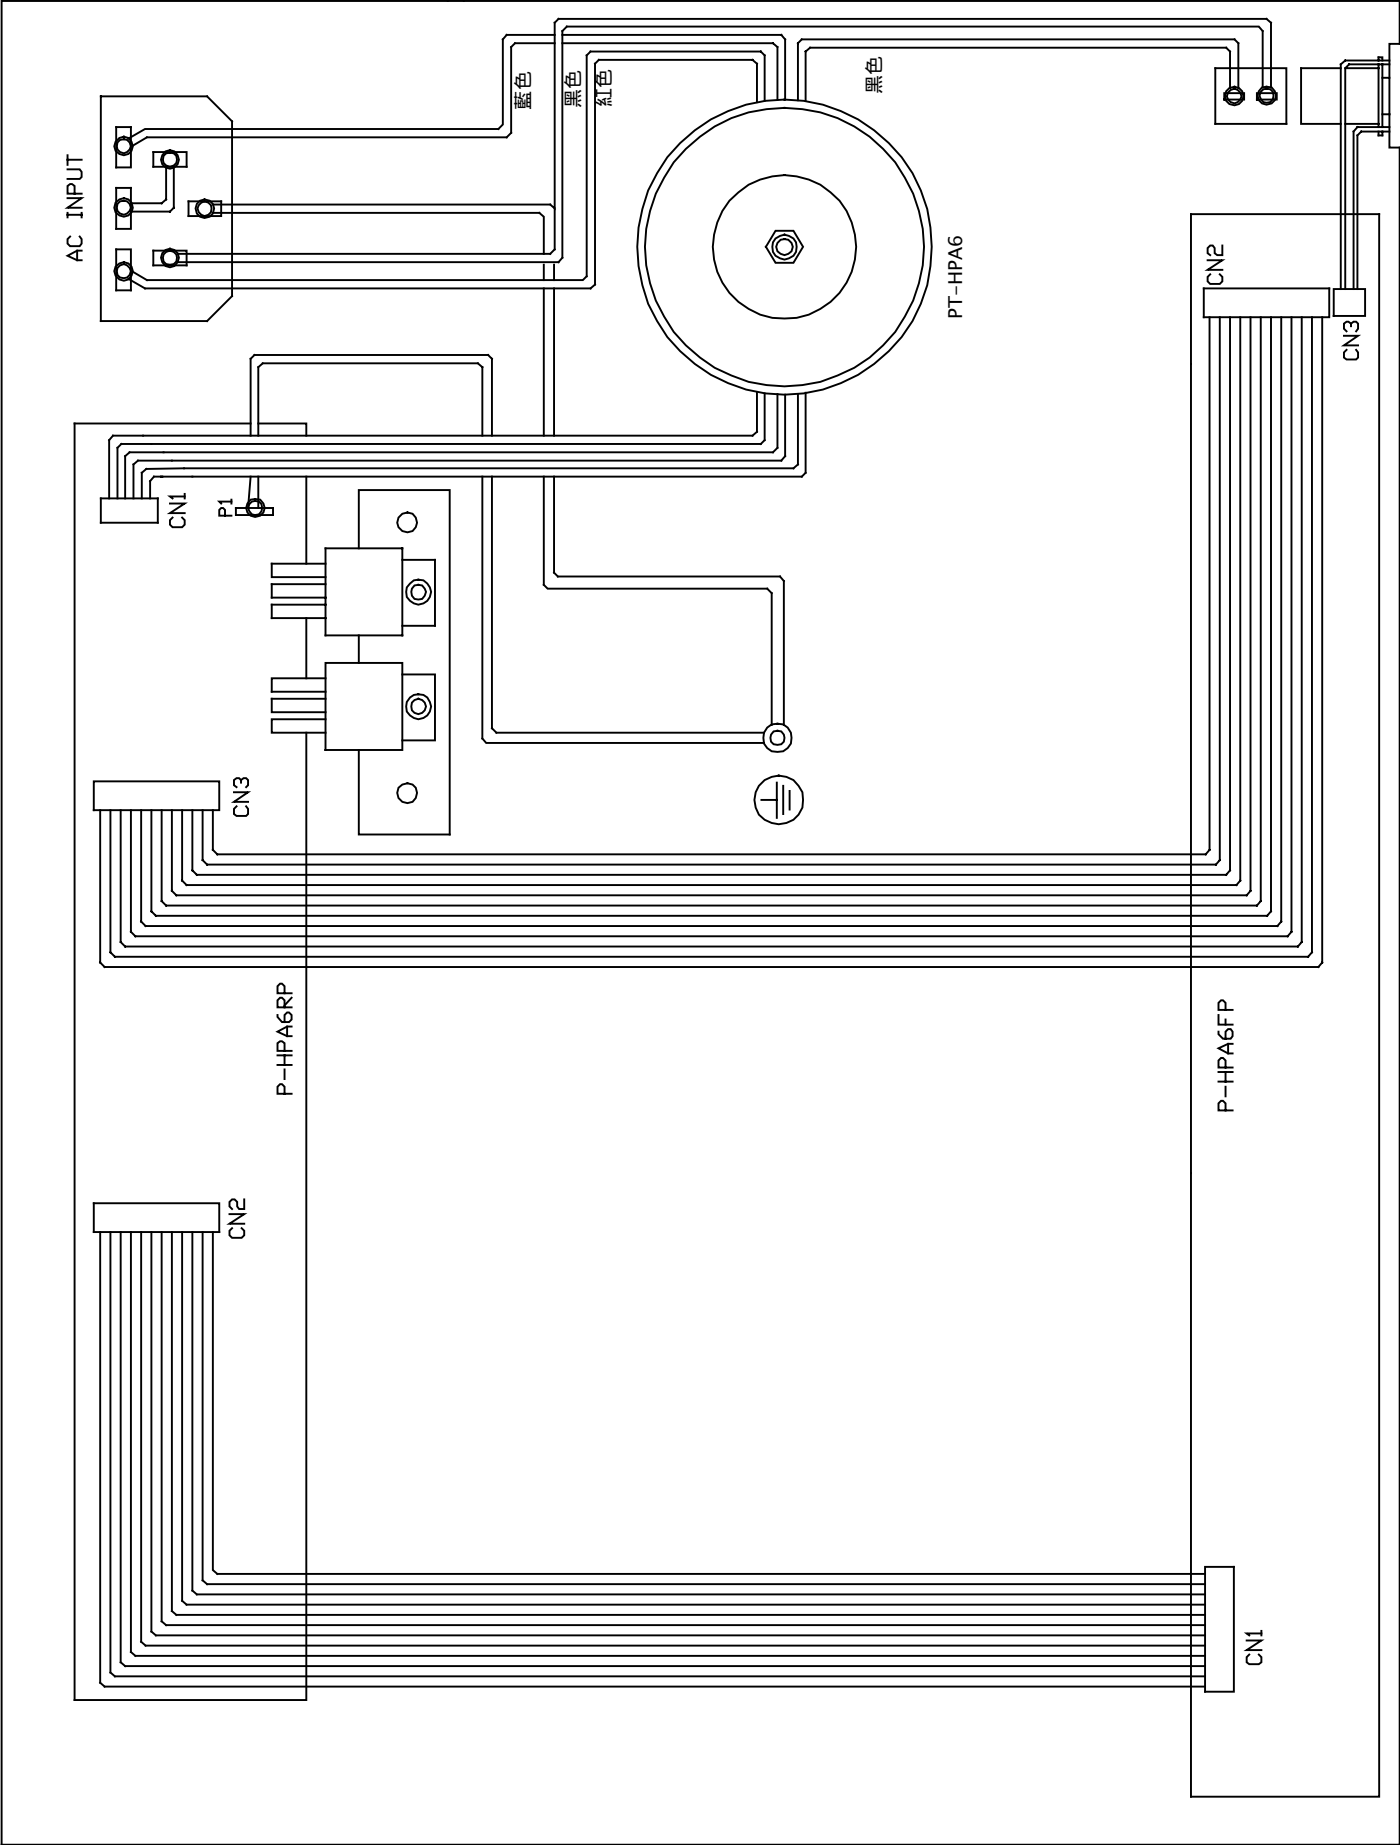 AC INPUT
藍色
黑色
紅色
黑色
PT-HPA6
CN2
CN3
CN1
P1
CN3
P-HPA6RP
P-HPA6FP
CN2
CN1